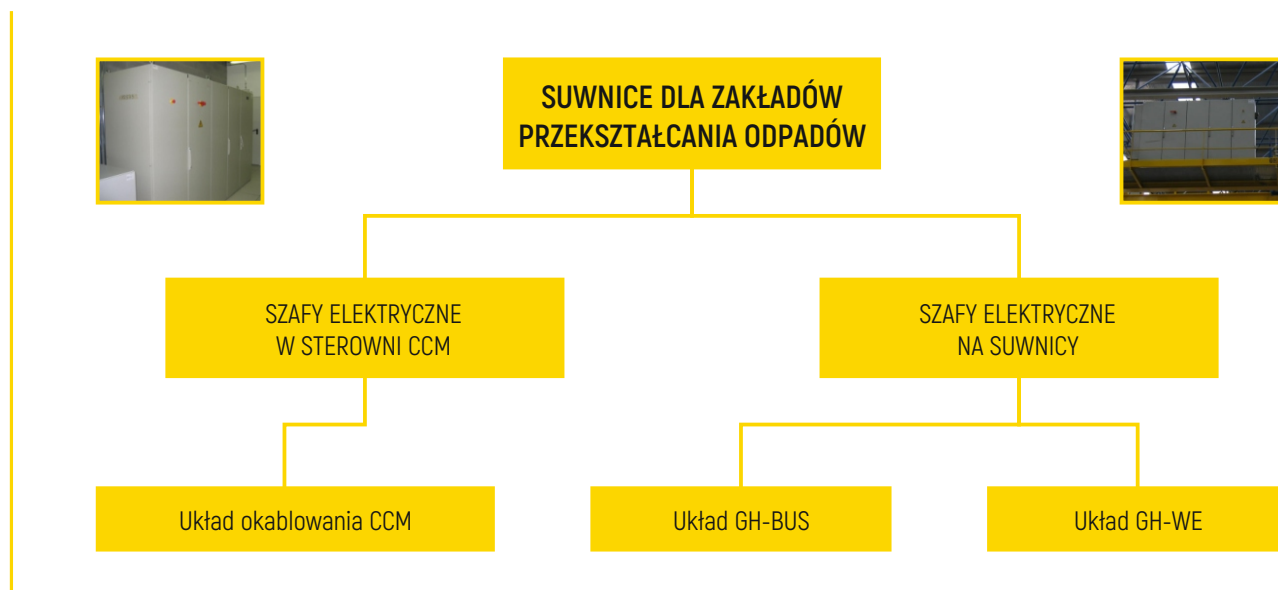 SUWNICE DLA ZAKŁADÓW
PRZEKSZTAŁCANIA ODPADÓW
SZAFY ELEKTRYCZNE
W STEROWNI CCM
SZAFY ELEKTRYCZNE
NA SUWNICY
Układ okablowania CCM
Układ GH-BUS
Układ GH-WE